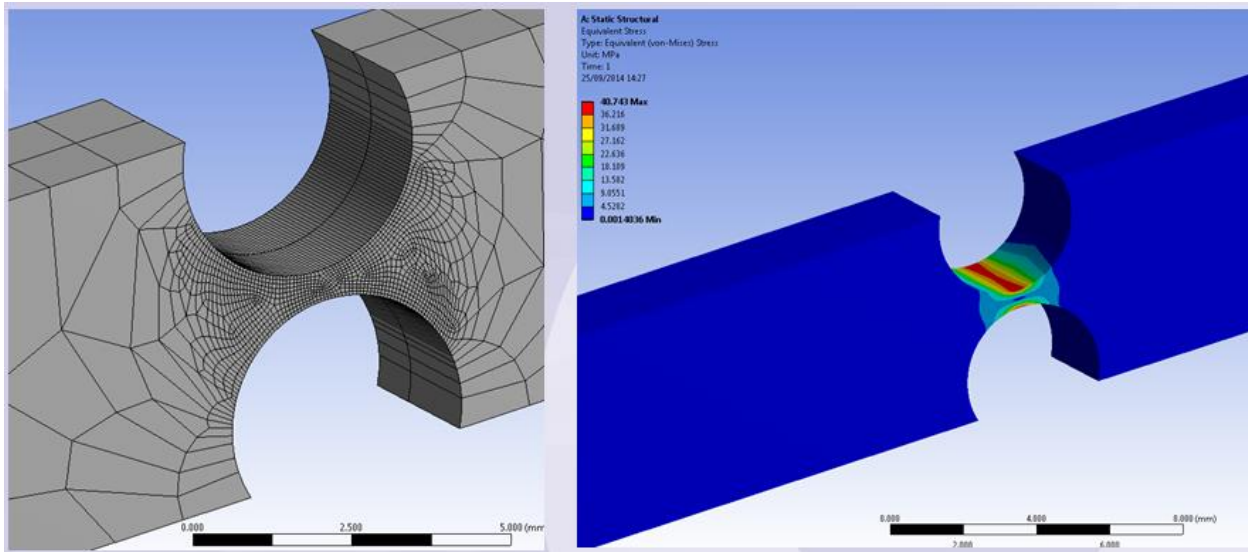 0.000 2.500 5.000 (mm
A: Static Structural
Equivalent Stress
Type: Equivalent (von-Mises) Stress
Unit: MPa
Time: 1
25/09/2014 14:27
40.743 Max
36.216
31.689
27.162
22.636
18.109
13.582
9.0551
4.5282
0.0014036 Min
0.000 4.000 8.000 (mm)
2.000 6.000